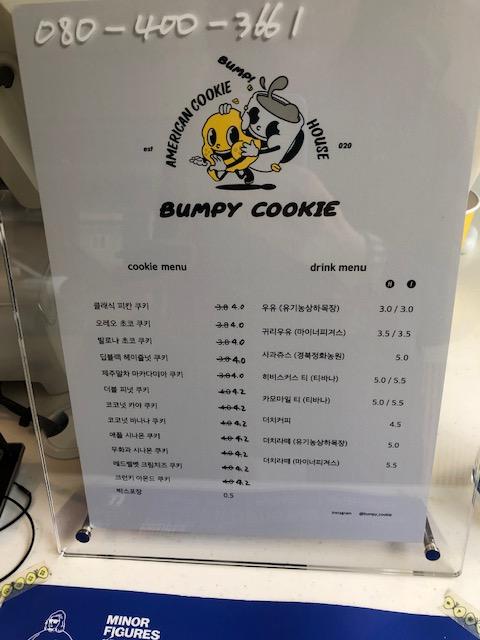 080-400-3661
BUMP!
AMERICAN COOKIE HOUSE
est 020
BUMPY COOKIE
cookie menu
클래식 피칸 쿠키 3.8 4.0
오레오 초코 쿠키 3.8 4.0
발로나 초코 쿠키 3.8 4.0
딥블랙 헤이즐넛 쿠키 3.8 4.0
제주말차 마카다미아 쿠키 3.8 4.0
더블 피넛 쿠키 4.0 4.2
코코넛 카야 쿠키 4.0 4.2
코코넛 바나나 쿠키 4.0 4.2
애플 시나몬 쿠키 4.0 4.2
무화과 시나몬 쿠키 4.0 4.2
레드벨벳 크림치즈 쿠키 4.0 4.2
크런키 아몬드 쿠키 4.0 4.2
박스포장 0.5
drink menu
H I
우유 (유기농상하목장) 3.0 / 3.0
귀리우유 (마이너피겨스) 3.5 / 3.5
사과쥬스 (경북정화농원) 5.0
히비스커스 티 (티바나) 5.0 / 5.5
카모마일 티 (티바나) 5.0 / 5.5
더치커피 4.5
더치라떼 (유기농상하목장) 5.0
더치라떼 (마이너피겨스) 5.5
instagram @bumpy_cookie
MINOR
FIGURES